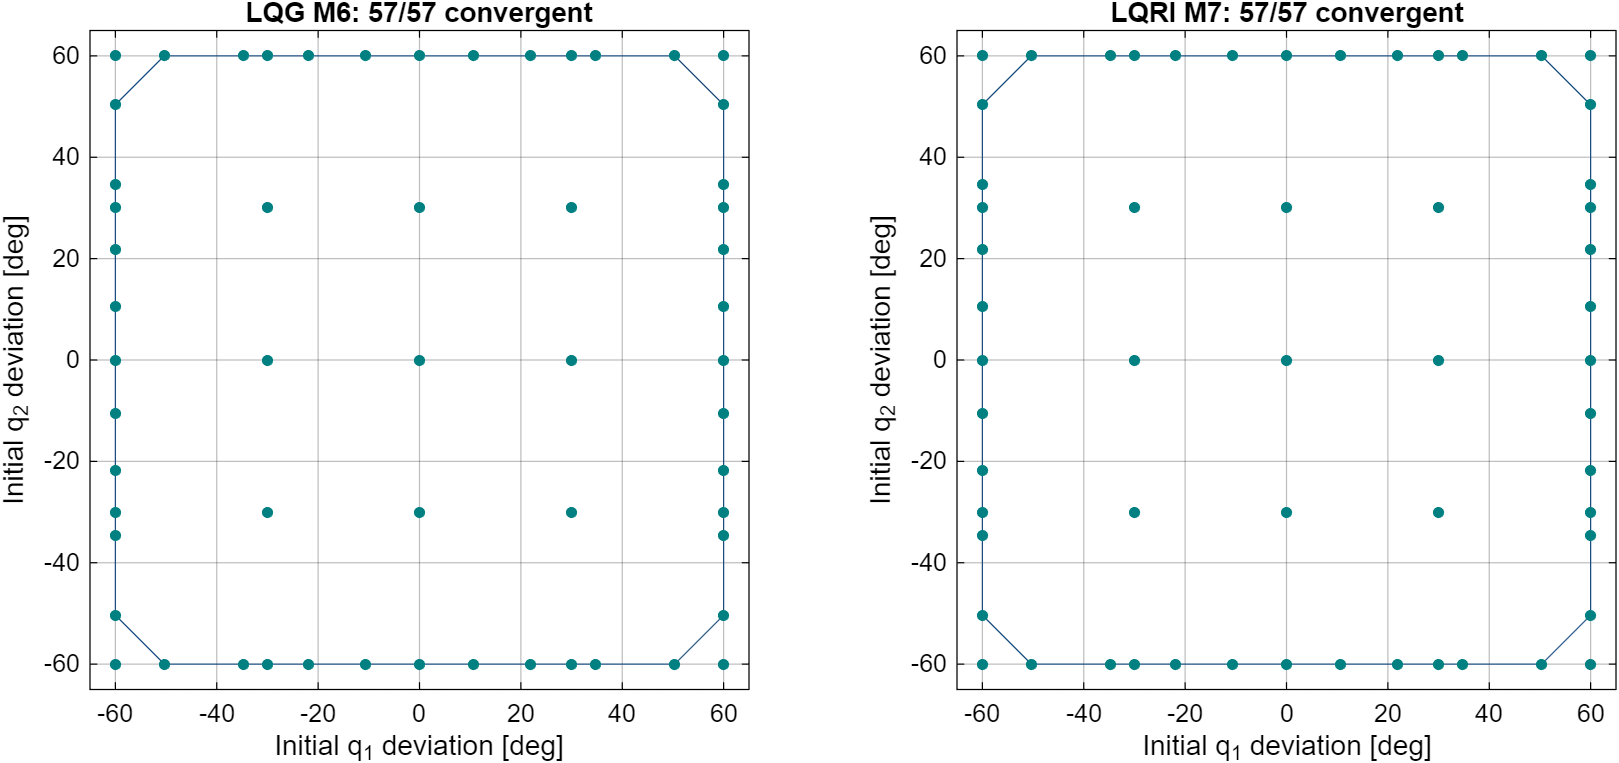 LQG M6: 57/57 convergent
60
40
20
0
-20
-40
-60
-60 -40 -20 0 20 40 60
Initial q₂ deviation [deg]
Initial q₁ deviation [deg]
LQRI M7: 57/57 convergent
60
40
20
0
-20
-40
-60
-60 -40 -20 0 20 40 60
Initial q₂ deviation [deg]
Initial q₁ deviation [deg]